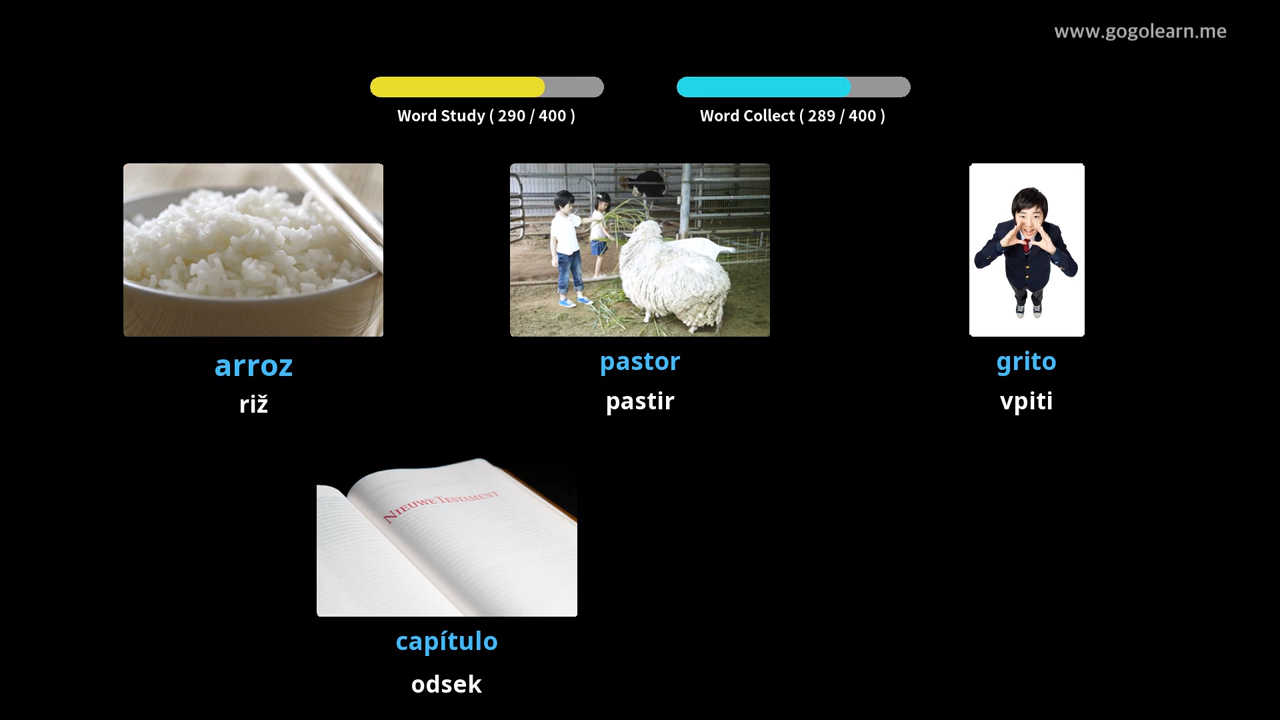 www.gogolearn.me
Word Study ( 290 / 400 )
Word Collect ( 289 / 400 )
arroz
riž
pastor
pastir
grito
vpiti
NIEUWE TESTAMENT
capítulo
odsek